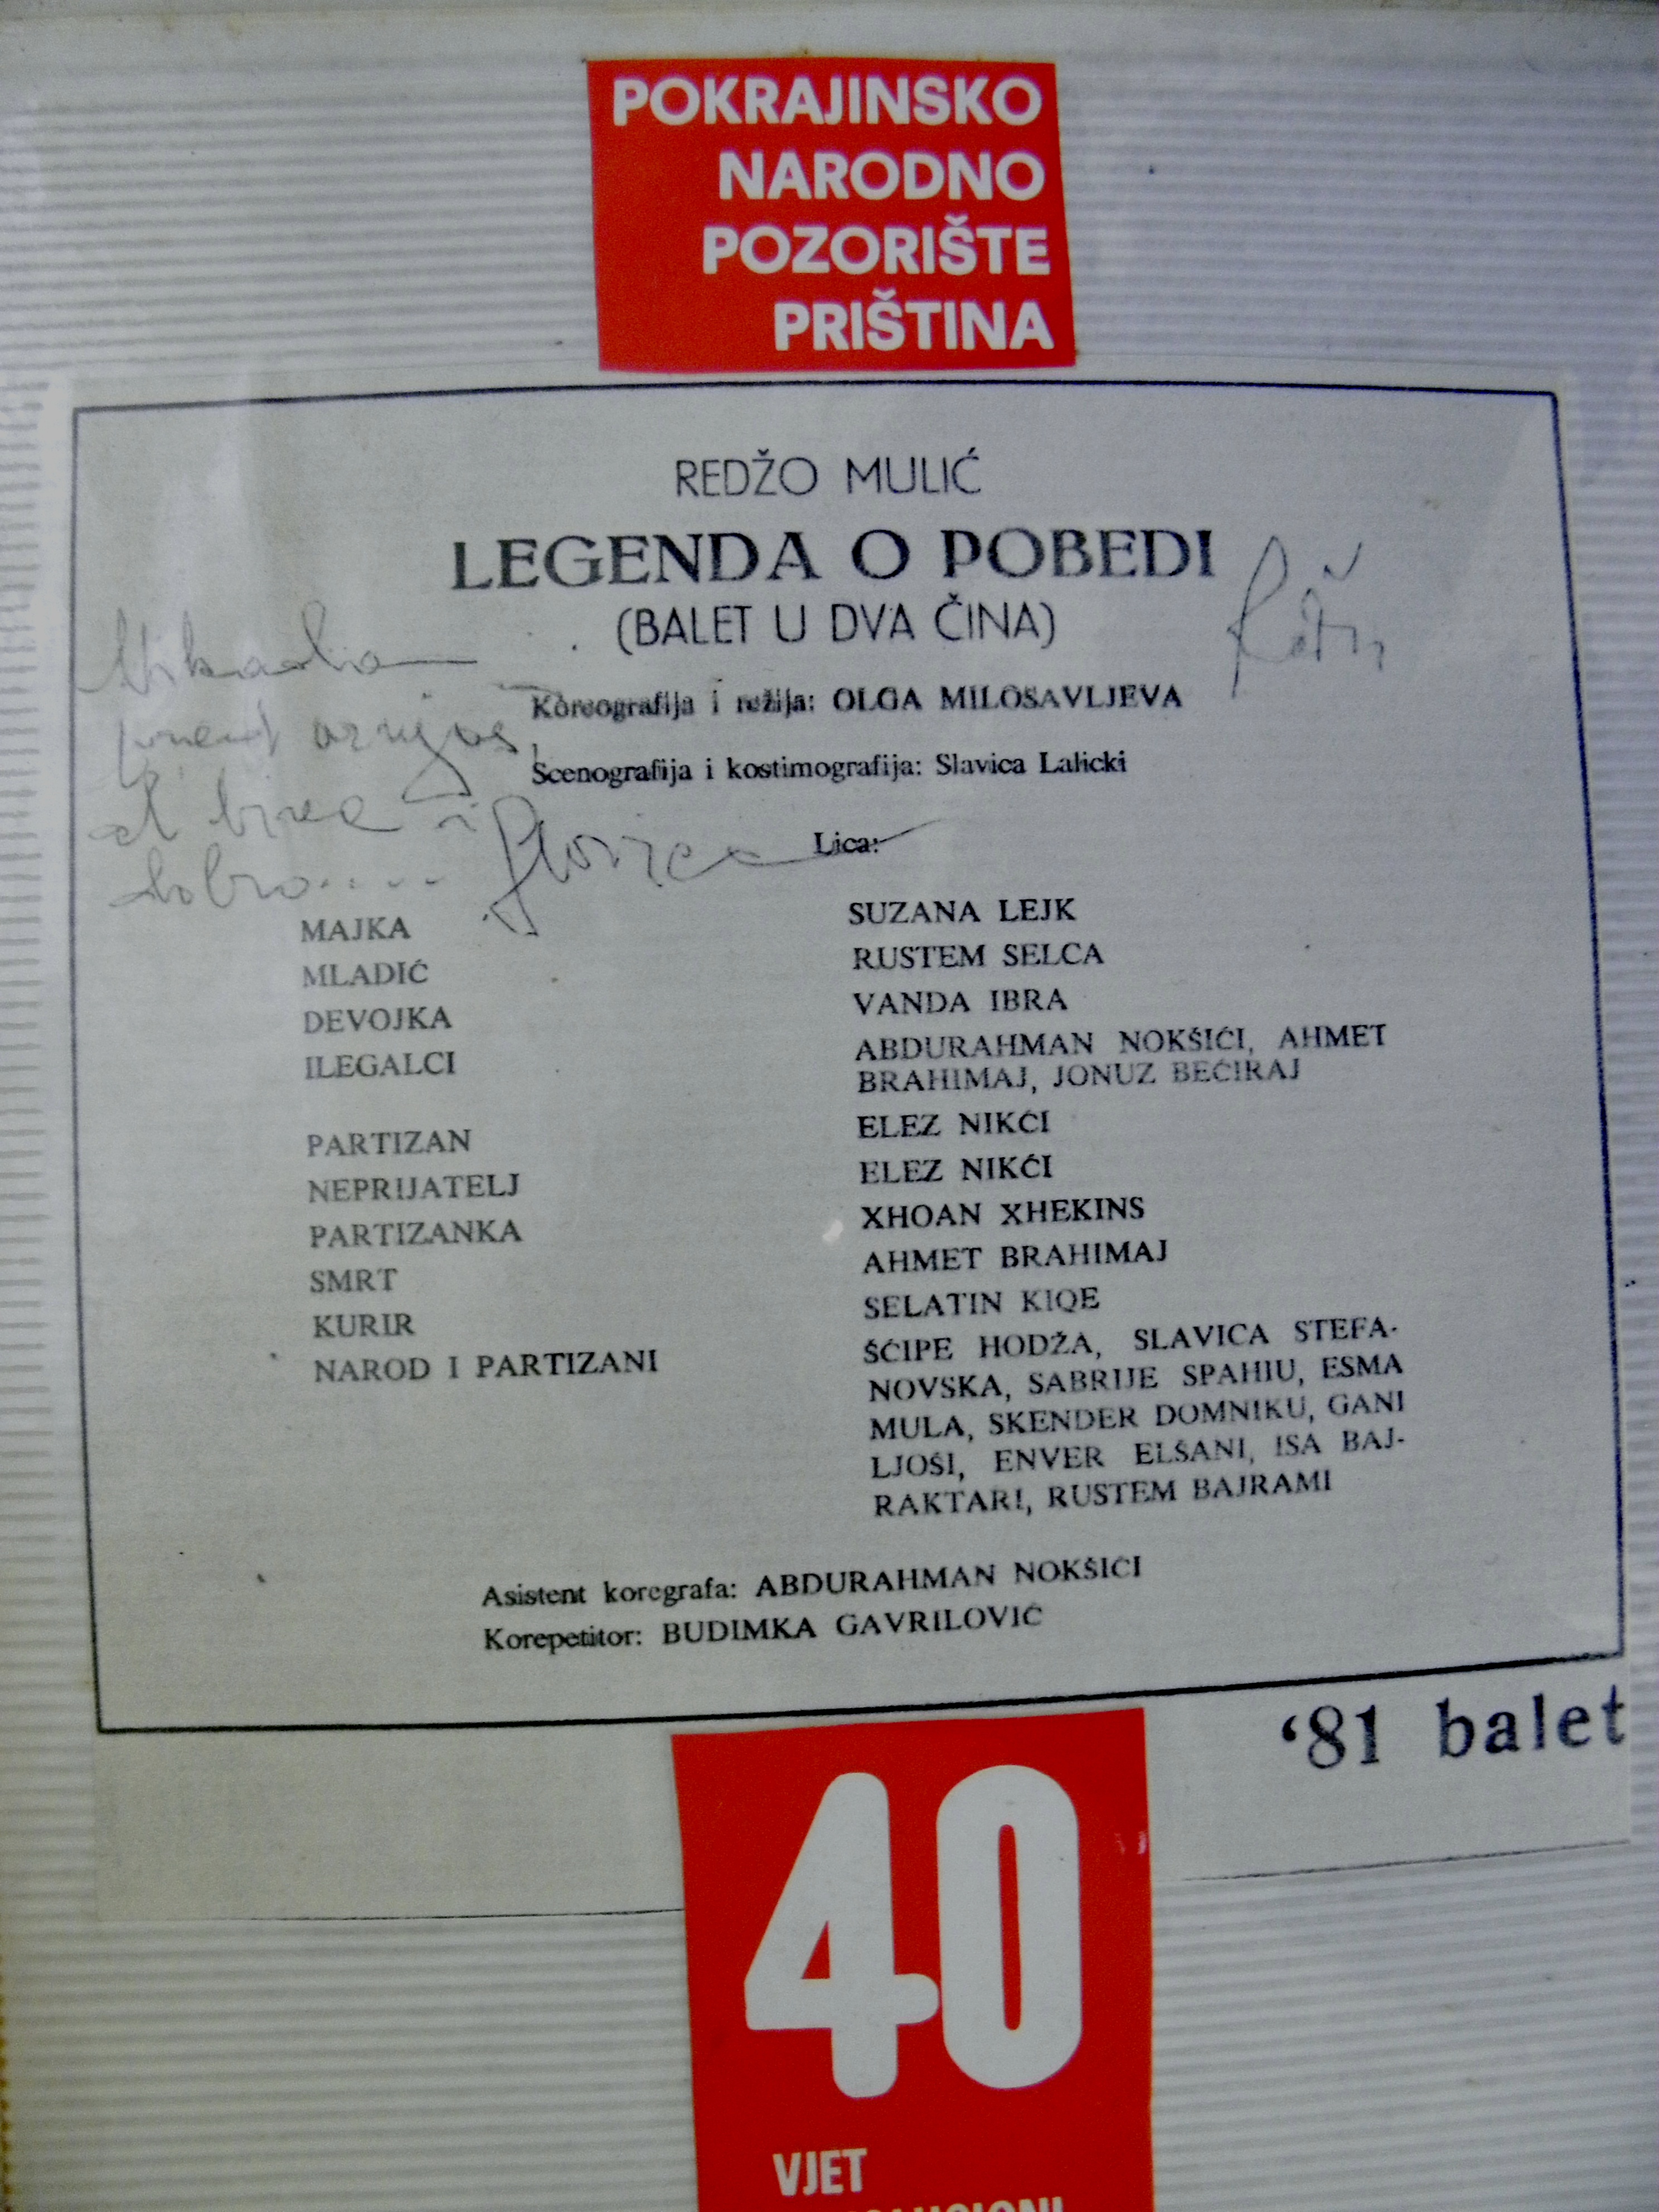 POKRAJINSKO
NARODNO
POZORIŠTE
PRIŠTINA
REDŽO MULIĆ
LEGENDA O POBEDI
(BALET U DVA ČINA)
Koreografija i režija: OLGA MILOSAVLJEVA
Scenografija i kostimografija: Slavica Lalicki
dobro.....
Lica:
MAJKA SUZANA LEJK
MLADIĆ RUSTEM SELCA
DEVOJKA VANDA IBRA
ILEGALCI ABDURAHMAN NOKŠIĆI, AHMET
BRAHIMAJ, JONUZ BEĆIRAJ
PARTIZAN ELEZ NIKĆI
NEPRIJATELJ ELEZ NIKĆI
PARTIZANKA XHOAN XHEKINS
SMRT AHMET BRAHIMAJ
KURIR SELATIN KIQE
NAROD I PARTIZANI ŠĆIPE HODŽA, SLAVICA STEFA-
NOVSKA, SABRIJE SPAHIU, ESMA
MULA, SKENDER DOMNIKU, GANI
LJOŠI, ENVER ELŠANI, ISA BAJ-
RAKTARI, RUSTEM BAJRAMI
Asistent koregrafa: ABDURAHMAN NOKŠIĆI
Korepetitor: BUDIMKA GAVRILOVIĆ
‘81 balet
40
VJET